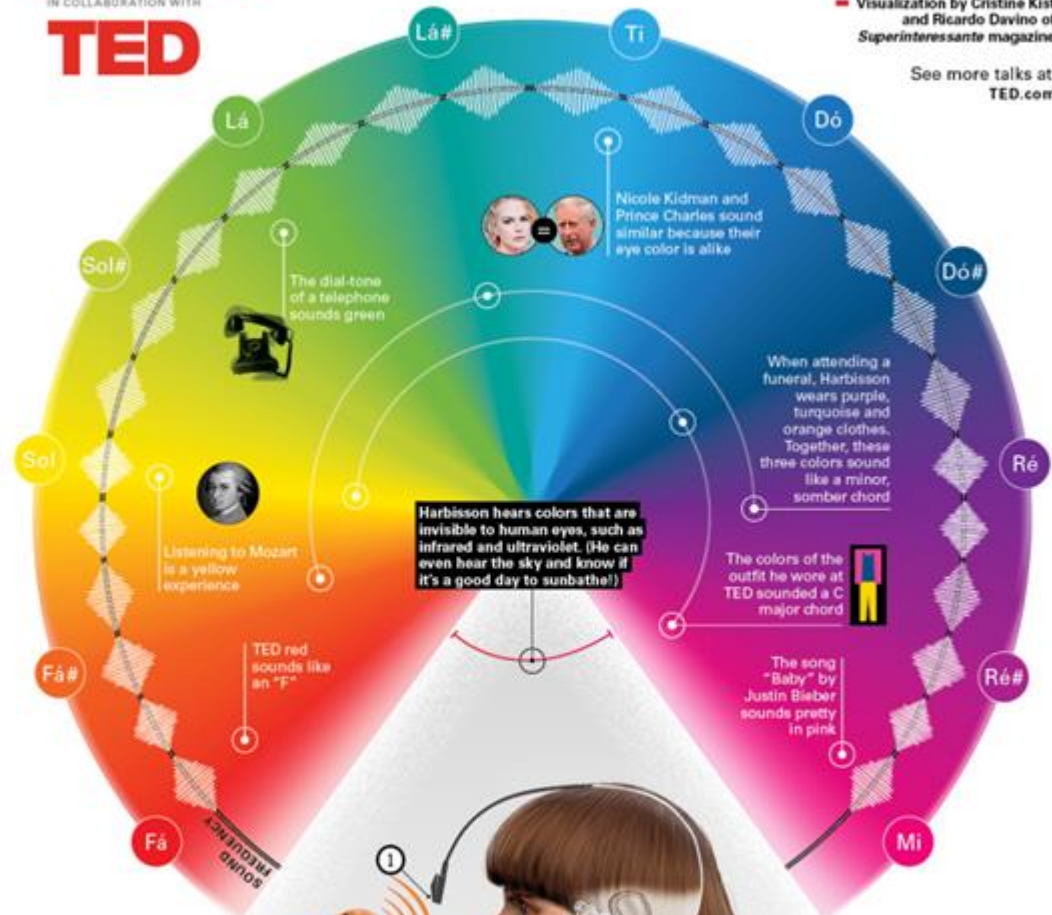 IN COLLABORATION WITH
TED
Visualization by Cristine Kist
and Ricardo Davino of
Superinteressante magazine
See more talks at
TED.com
Lá#
Ti
Lá
Dó
Sol#
Dó#
Sol
Ré
Fá#
Ré#
Fá
Mi
Nicole Kidman and
Prince Charles sound
similar because their
eye color is alike
=
The dial-tone
of a telephone
sounds green
When attending a
funeral, Harbisson
wears purple,
turquoise and
orange clothes.
Together, these
three colors sound
like a minor,
somber chord
Harbisson hears colors that are
invisible to human eyes, such as
infrared and ultraviolet. (He can
even hear the sky and know if
it's a good day to sunbathe!)
Listening to Mozart
is a yellow
experience
The colors of the
outfit he wore at
TED sounded a C
major chord
TED red
sounds like
an "F"
The song
"Baby" by
Justin Bieber
sounds pretty
in pink
SOUND
FREQUENCY
1